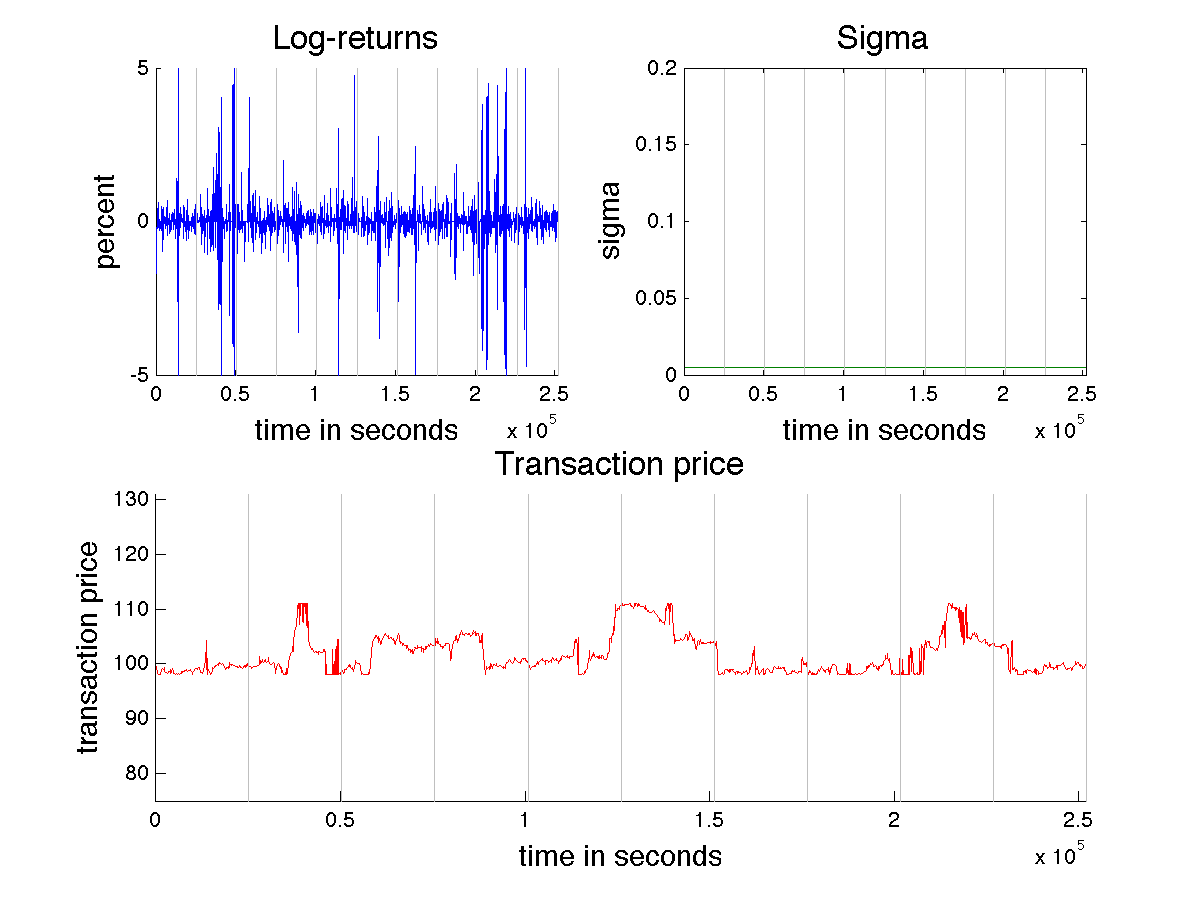 Log-returns
percent
5
0
-5
0
0.5
1
1.5
2
2.5
x 10^5
time in seconds
Sigma
sigma
0.2
0.15
0.1
0.05
0
0
0.5
1
1.5
2
2.5
x 10^5
time in seconds
Transaction price
transaction price
130
120
110
100
90
80
0
0.5
1
1.5
2
2.5
x 10^5
time in seconds